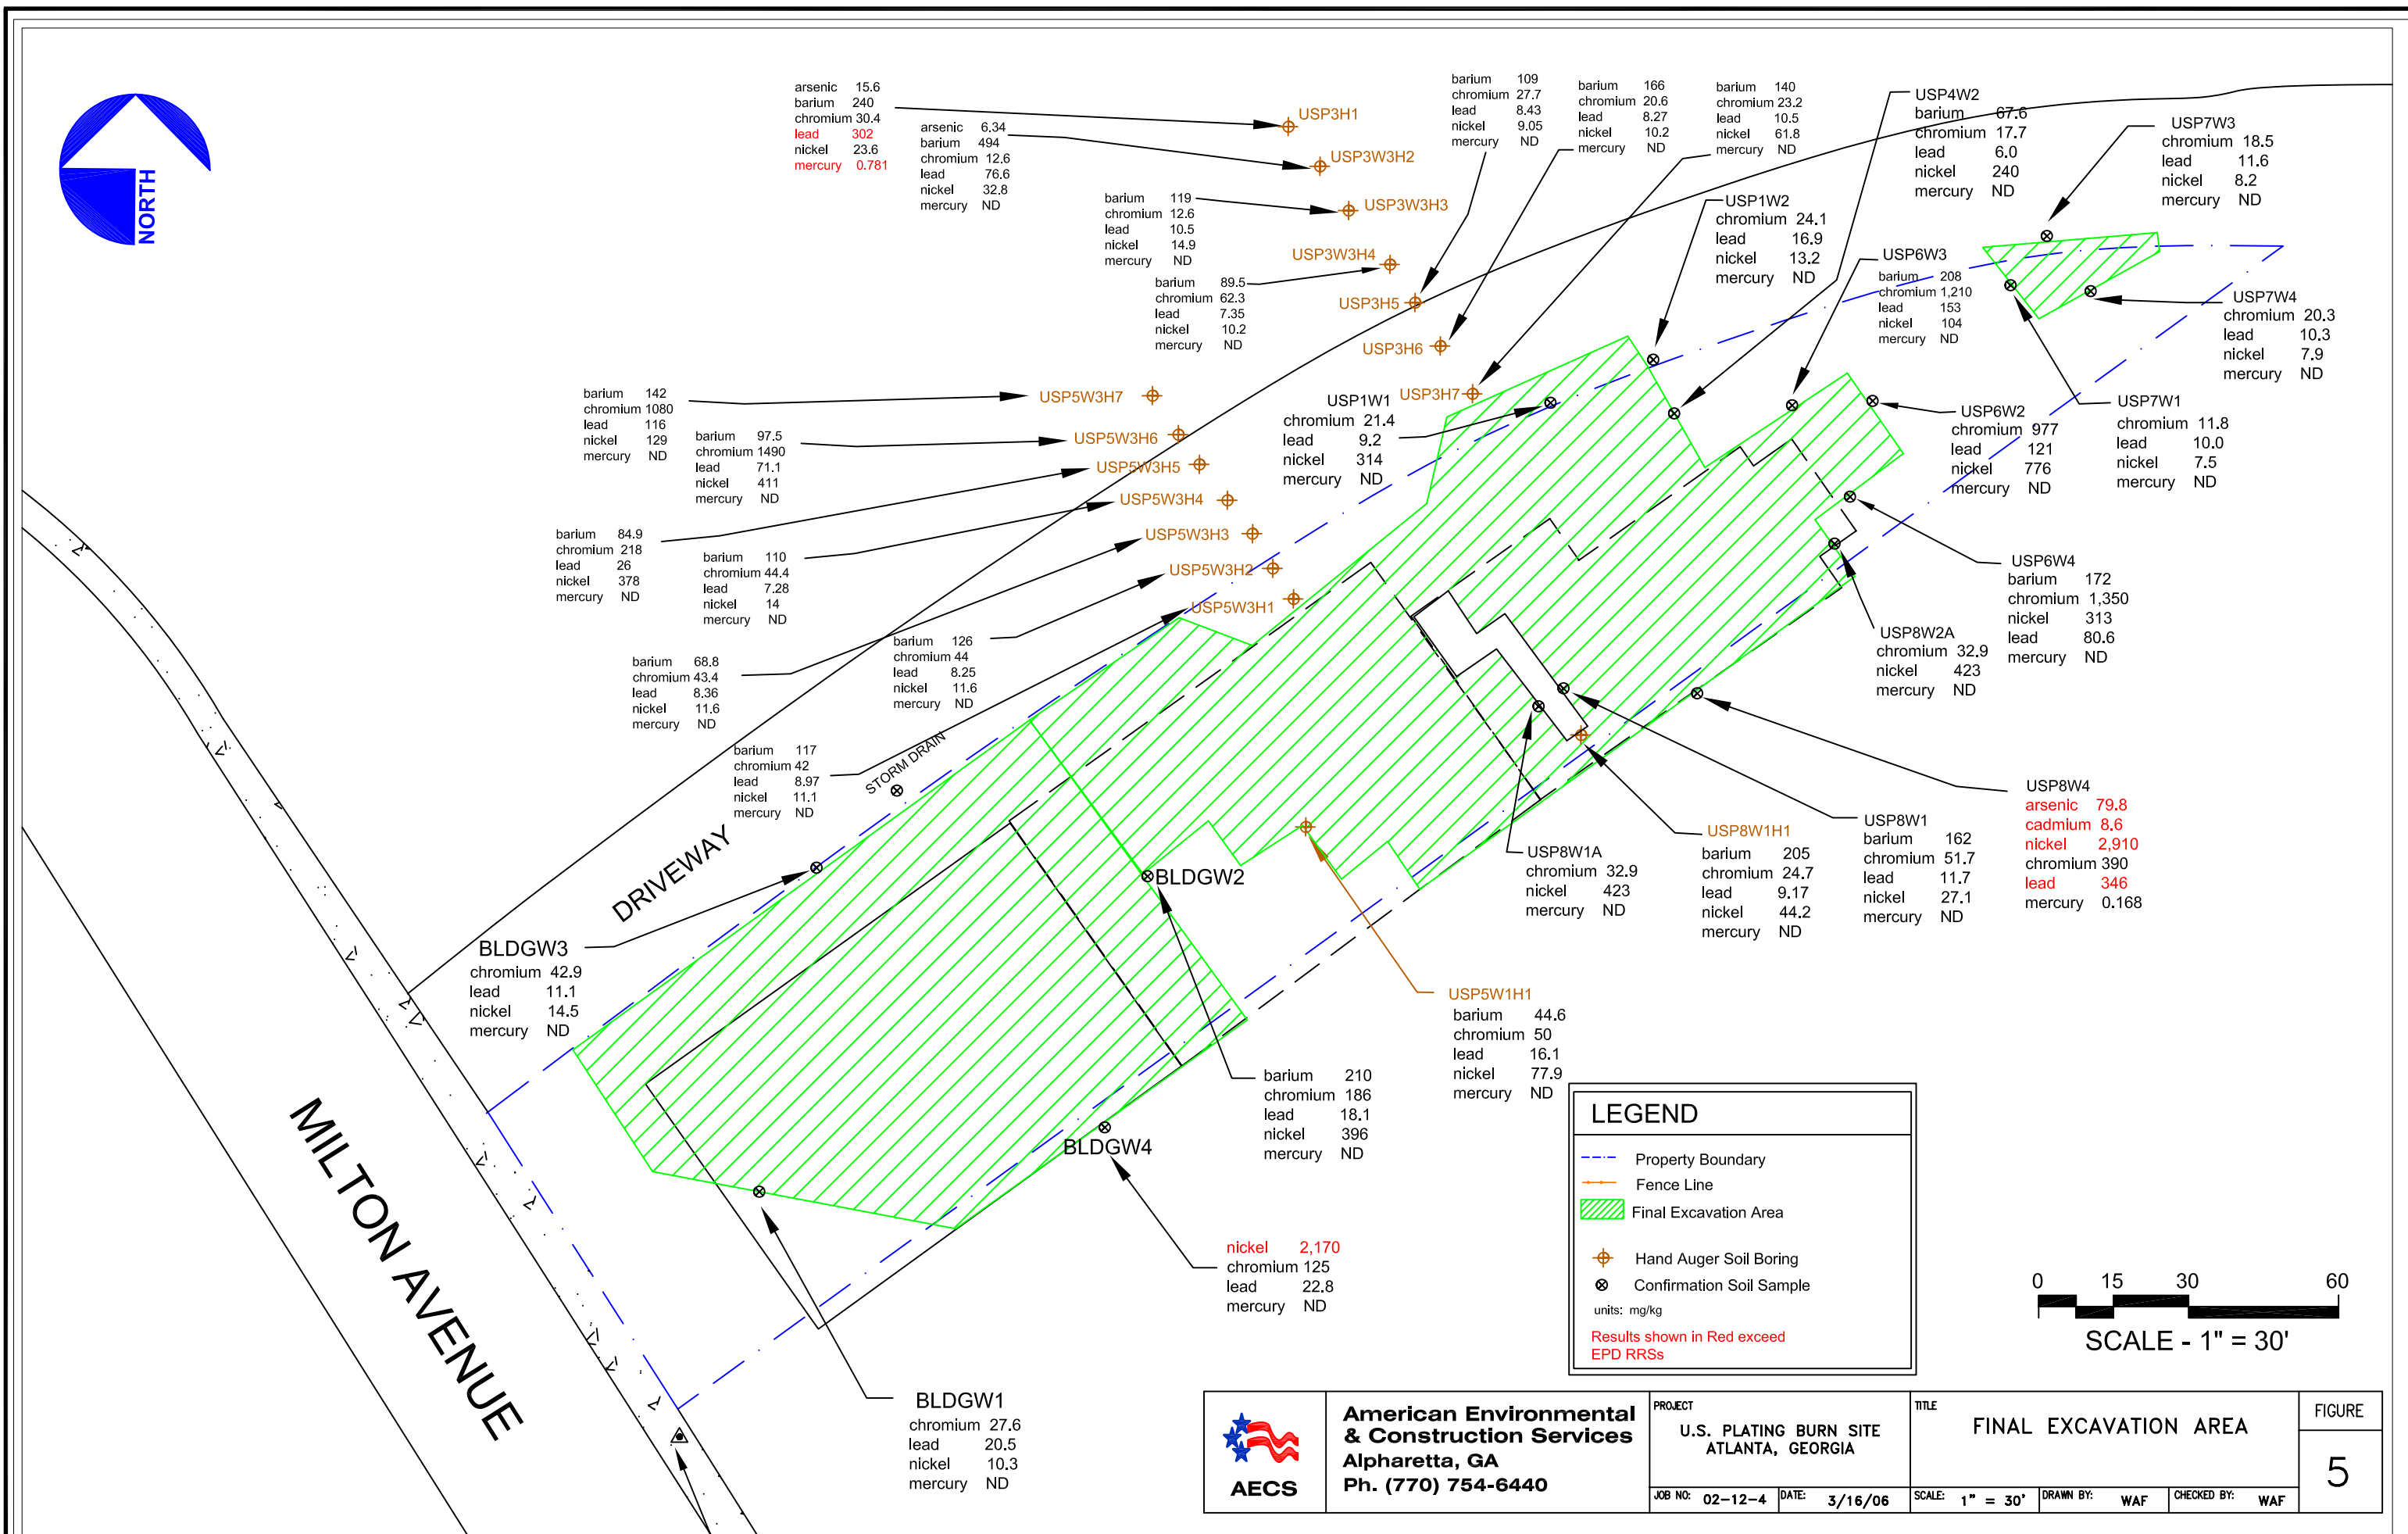 NORTH
arsenic 15.6
barium 240
chromium 30.4
lead 302
nickel 23.6
mercury 0.781
arsenic 6.34
barium 494
chromium 12.6
lead 76.6
nickel 32.8
mercury ND
USP3H1
USP3W3H2
barium 119
chromium 12.6
lead 10.5
nickel 14.9
mercury ND
USP3W3H3
USP3W3H4
barium 89.5
chromium 62.3
lead 7.35
nickel 10.2
mercury ND
barium 109
chromium 27.7
lead 8.43
nickel 9.05
mercury ND
USP3H5
barium 166
chromium 20.6
lead 8.27
nickel 10.2
mercury ND
USP3H6
barium 140
chromium 23.2
lead 10.5
nickel 61.8
mercury ND
USP3H7
USP4W2
barium 67.6
chromium 17.7
lead 6.0
nickel 240
mercury ND
USP7W3
chromium 18.5
lead 11.6
nickel 8.2
mercury ND
USP1W2
chromium 24.1
lead 16.9
nickel 13.2
mercury ND
USP6W3
barium 208
chromium 1,210
lead 153
nickel 104
mercury ND
USP7W4
chromium 20.3
lead 10.3
nickel 7.9
mercury ND
USP1W1
chromium 21.4
lead 9.2
nickel 314
mercury ND
USP6W2
chromium 977
lead 121
nickel 776
mercury ND
USP7W1
chromium 11.8
lead 10.0
nickel 7.5
mercury ND
barium 142
chromium 1080
lead 116
nickel 129
mercury ND
USP5W3H7
barium 97.5
chromium 1490
lead 71.1
nickel 411
mercury ND
USP5W3H6
USP5W3H5
USP5W3H4
USP5W3H3
USP5W3H2
USP5W3H1
barium 84.9
chromium 218
lead 26
nickel 378
mercury ND
barium 110
chromium 44.4
lead 7.28
nickel 14
mercury ND
barium 68.8
chromium 43.4
lead 8.36
nickel 11.6
mercury ND
barium 126
chromium 44
lead 8.25
nickel 11.6
mercury ND
barium 117
chromium 42
lead 8.97
nickel 11.1
mercury ND
USP6W4
barium 172
chromium 1,350
nickel 313
lead 80.6
mercury ND
USP8W2A
chromium 32.9
nickel 423
mercury ND
STORM DRAIN
DRIVEWAY
USP8W4
arsenic 79.8
cadmium 8.6
nickel 2,910
chromium 390
lead 346
mercury 0.168
USP8W1
barium 162
chromium 51.7
lead 11.7
nickel 27.1
mercury ND
USP8W1H1
barium 205
chromium 24.7
lead 9.17
nickel 44.2
mercury ND
USP8W1A
chromium 32.9
nickel 423
mercury ND
BLDGW2
BLDGW3
chromium 42.9
lead 11.1
nickel 14.5
mercury ND
USP5W1H1
barium 44.6
chromium 50
lead 16.1
nickel 77.9
mercury ND
barium 210
chromium 186
lead 18.1
nickel 396
mercury ND
BLDGW4
nickel 2,170
chromium 125
lead 22.8
mercury ND
MILTON AVENUE
BLDGW1
chromium 27.6
lead 20.5
nickel 10.3
mercury ND
LEGEND
Property Boundary
Fence Line
Final Excavation Area
Hand Auger Soil Boring
Confirmation Soil Sample
units: mg/kg
Results shown in Red exceed
EPD RRSs
0 15 30 60
SCALE - 1" = 30'
AECS
American Environmental
& Construction Services
Alpharetta, GA
Ph. (770) 754-6440
PROJECT
U.S. PLATING BURN SITE
ATLANTA, GEORGIA
JOB NO: 02-12-4
DATE: 3/16/06
TITLE
FINAL EXCAVATION AREA
SCALE: 1" = 30'
DRAWN BY: WAF
CHECKED BY: WAF
FIGURE
5